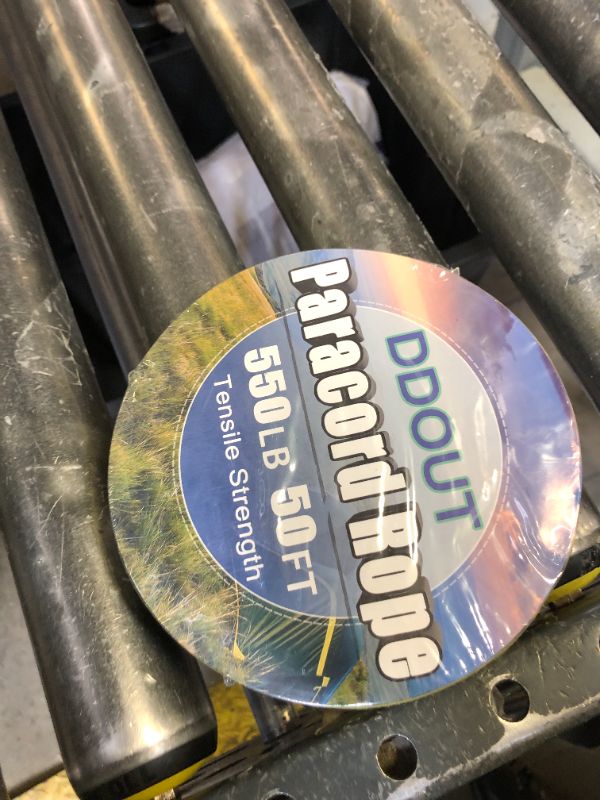 DDOUT
Paracord Rope
550LB 50FT
Tensile Strength